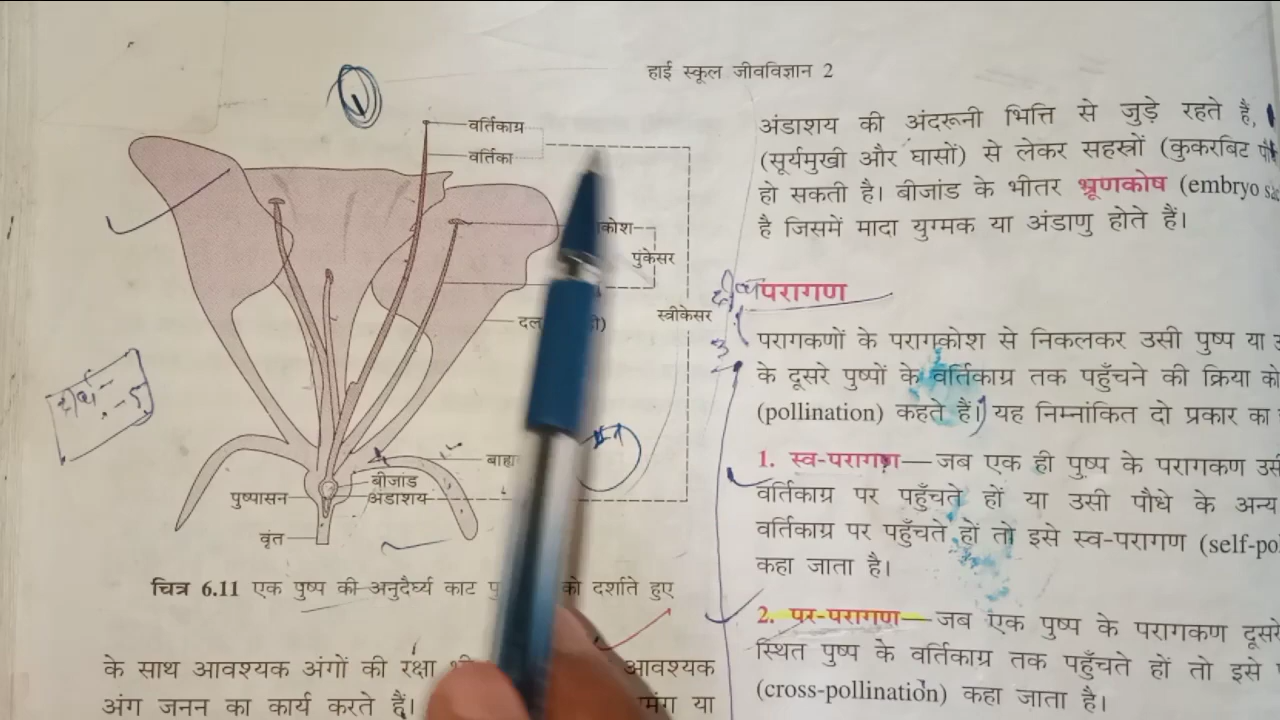 हाई स्कूल जीवविज्ञान 2
वर्तिकाग्र
वर्तिका
कोश
पुंकेसर
स्त्रीकेसर
दल
बाह्य
बीजांड
पुष्पासन
अंडाशय
वृंत
चित्र 6.11 एक पुष्प की अनुदैर्घ्य काट को दर्शाते हुए
के साथ आवश्यक अंगों की रक्षा आवश्यक
अंग जनन का कार्य करते हैं। या
अंडाशय की अंदरूनी भित्ति से जुड़े रहते है,
(सूर्यमुखी और घासों) से लेकर सहस्रों (कुकरबिट
हो सकती है। बीजांड के भीतर भ्रूणकोष (embryo
है जिसमें मादा युग्मक या अंडाणु होते हैं।
परागण
परागकणों के परागकोश से निकलकर उसी पुष्प या
के दूसरे पुष्पों के वर्तिकाग्र तक पहुँचने की क्रिया को
(pollination) कहते हैं। यह निम्नांकित दो प्रकार का
1. स्व-परागण—जब एक ही पुष्प के परागकण
वर्तिकाग्र पर पहुँचते हों या उसी पौधे के अन्य
वर्तिकाग्र पर पहुँचते हों तो इसे स्व-परागण
कहा जाता है।
2. पर-परागण—जब एक पुष्प के परागकण
स्थित पुष्प के वर्तिकाग्र तक पहुँचते हों तो इसे
(cross-pollination) कहा जाता है।